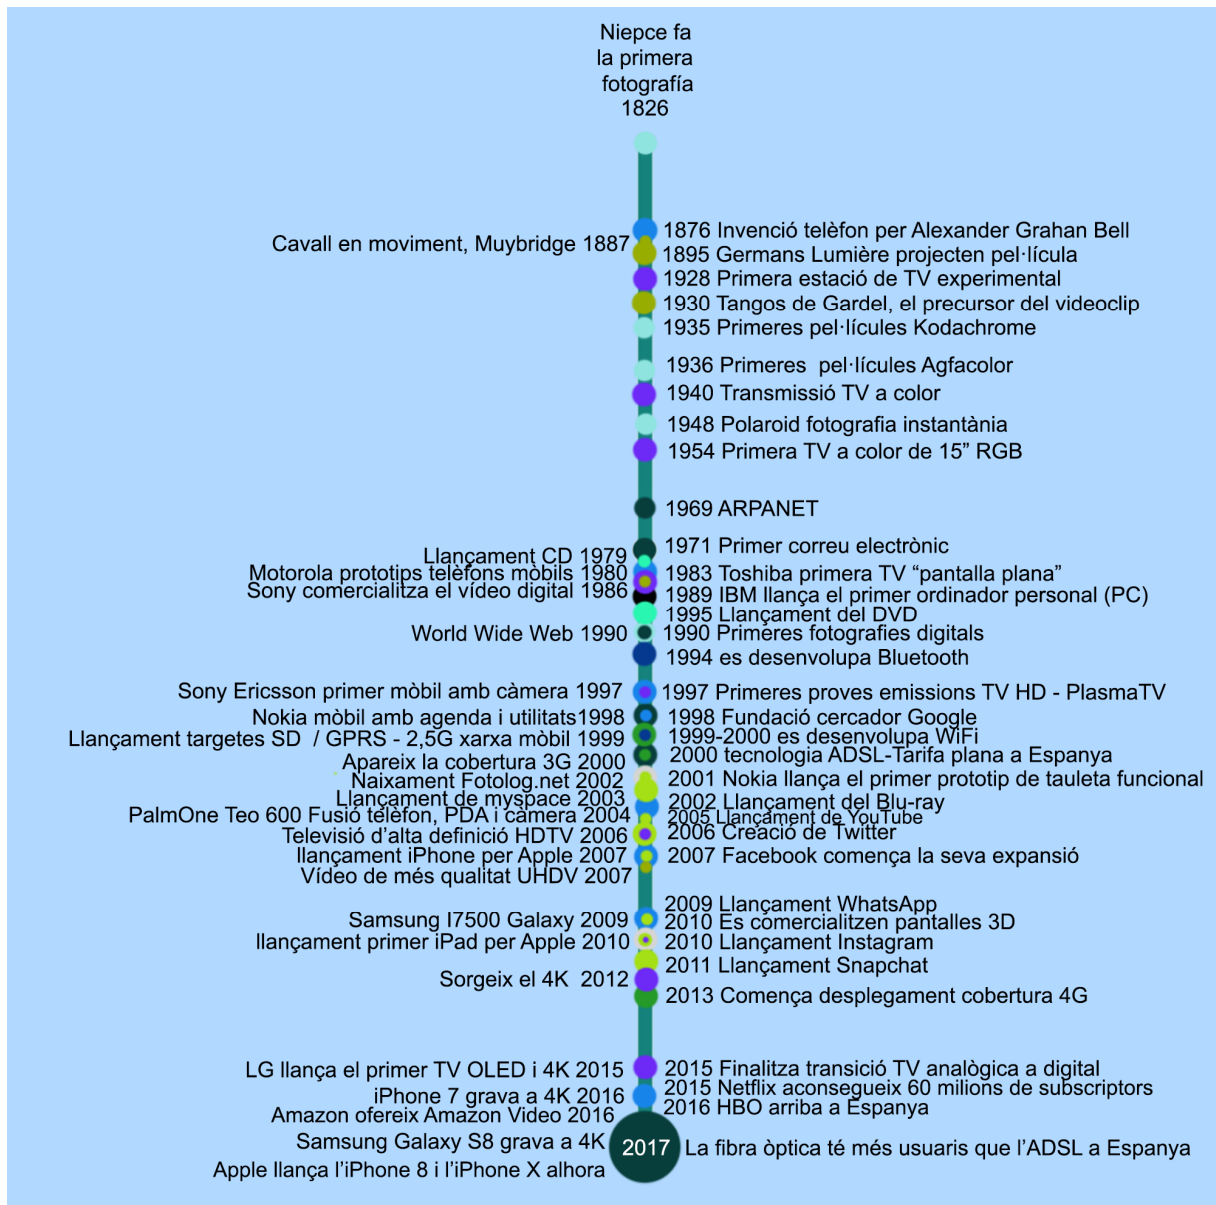 Niepce fa
la primera
fotografía
1826
1876 Invenció telèfon per Alexander Grahan Bell
Cavall en moviment, Muybridge 1887
1895 Germans Lumière projecten pel·lícula
1928 Primera estació de TV experimental
1930 Tangos de Gardel, el precursor del videoclip
1935 Primeres pel·lícules Kodachrome
1936 Primeres  pel·lícules Agfacolor
1940 Transmissió TV a color
1948 Polaroid fotografia instantània
1954 Primera TV a color de 15” RGB
1969 ARPANET
1971 Primer correu electrònic
Llançament CD 1979
Motorola prototips telèfons mòbils 1980
1983 Toshiba primera TV “pantalla plana”
Sony comercialitza el vídeo digital 1986
1989 IBM llança el primer ordinador personal (PC)
1995 Llançament del DVD
World Wide Web 1990
1990 Primeres fotografies digitals
1994 es desenvolupa Bluetooth
Sony Ericsson primer mòbil amb càmera 1997
1997 Primeres proves emissions TV HD - PlasmaTV
Nokia mòbil amb agenda i utilitats1998
1998 Fundació cercador Google
Llançament targetes SD  / GPRS - 2,5G xarxa mòbil 1999
1999-2000 es desenvolupa WiFi
Apareix la cobertura 3G 2000
2000 tecnologia ADSL-Tarifa plana a Espanya
Naixament Fotolog.net 2002
2001 Nokia llança el primer prototip de tauleta funcional
Llançament de myspace 2003
2002 Llançament del Blu-ray
PalmOne Teo 600 Fusió telèfon, PDA i càmera 2004
2005 Llançament de YouTube
Televisió d’alta definició HDTV 2006
2006 Creació de Twitter
llançament iPhone per Apple 2007
2007 Facebook comença la seva expansió
Vídeo de més qualitat UHDV 2007
2009 Llançament WhatsApp
Samsung I7500 Galaxy 2009
2010 Es comercialitzen pantalles 3D
llançament primer iPad per Apple 2010
2010 Llançament Instagram
2011 Llançament Snapchat
Sorgeix el 4K  2012
2013 Comença desplegament cobertura 4G
LG llança el primer TV OLED i 4K 2015
2015 Finalitza transició TV analògica a digital
2015 Netflix aconsegueix 60 milions de subscriptors
iPhone 7 grava a 4K 2016
2016 HBO arriba a Espanya
Amazon ofereix Amazon Video 2016
Samsung Galaxy S8 grava a 4K
2017
La fibra òptica té més usuaris que l’ADSL a Espanya
Apple llança l’iPhone 8 i l’iPhone X alhora